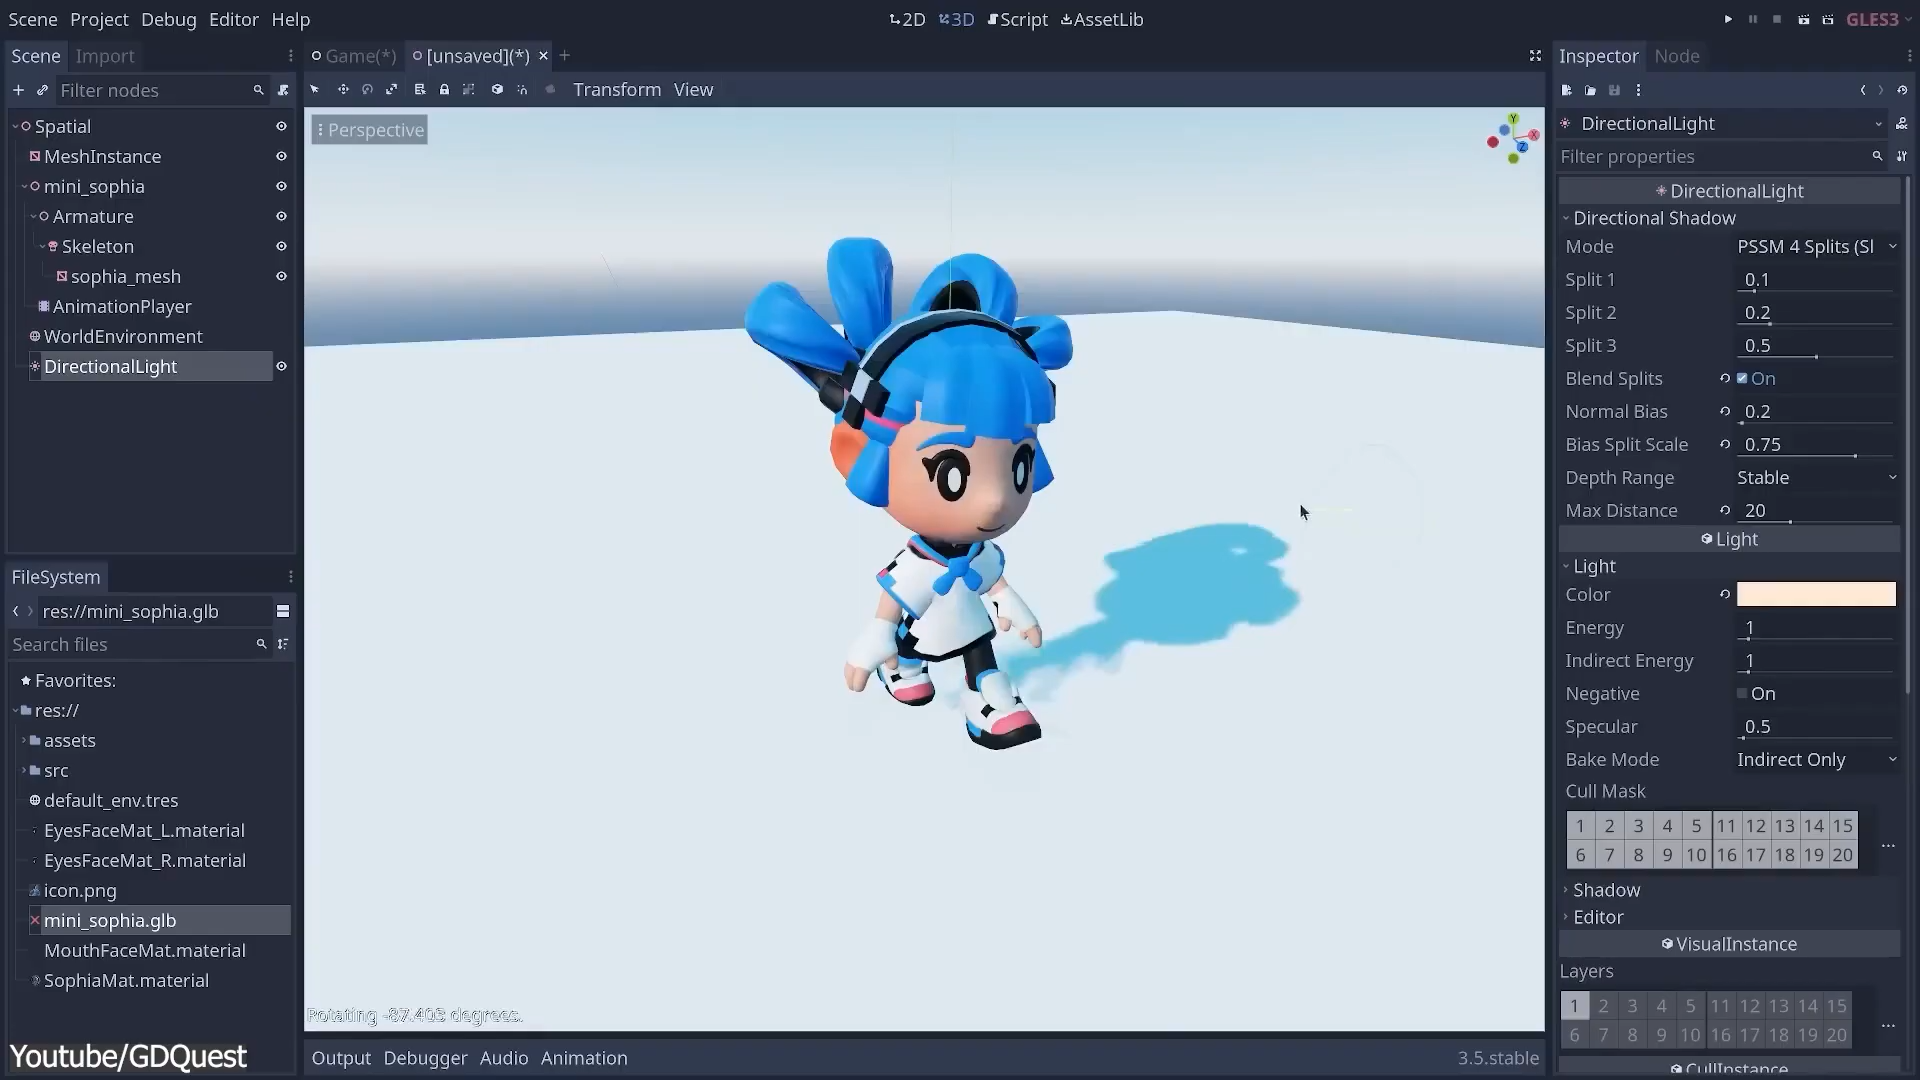 Scene Project Debug Editor Help
2D 3D Script AssetLib
GLES3
Scene Import
Game(*) [unsaved](*)
Inspector Node
Filter nodes
Transform View
Spatial
MeshInstance
mini_sophia
Armature
Skeleton
sophia_mesh
AnimationPlayer
WorldEnvironment
DirectionalLight
Perspective
Y
X
Z
DirectionalLight
Filter properties
DirectionalLight
Directional Shadow
Mode PSSM 4 Splits (Sl
Split 1 0.1
Split 2 0.2
Split 3 0.5
Blend Splits On
Normal Bias 0.2
Bias Split Scale 0.75
Depth Range Stable
Max Distance 20
Light
Light
Color
Energy 1
Indirect Energy 1
Negative On
Specular 0.5
Bake Mode Indirect Only
Cull Mask
1 2 3 4 5 11 12 13 14 15
6 7 8 9 10 16 17 18 19 20
Shadow
Editor
VisualInstance
Layers
1 2 3 4 5 11 12 13 14 15
6 7 8 9 10 16 17 18 19 20
CullInstance
FileSystem
res://mini_sophia.glb
Search files
Favorites:
res://
assets
src
default_env.tres
EyesFaceMat_L.material
EyesFaceMat_R.material
icon.png
mini_sophia.glb
MouthFaceMat.material
SophiaMat.material
Rotating -87.403 degrees.
Youtube/GDQuest
Output Debugger Audio Animation
3.5.stable